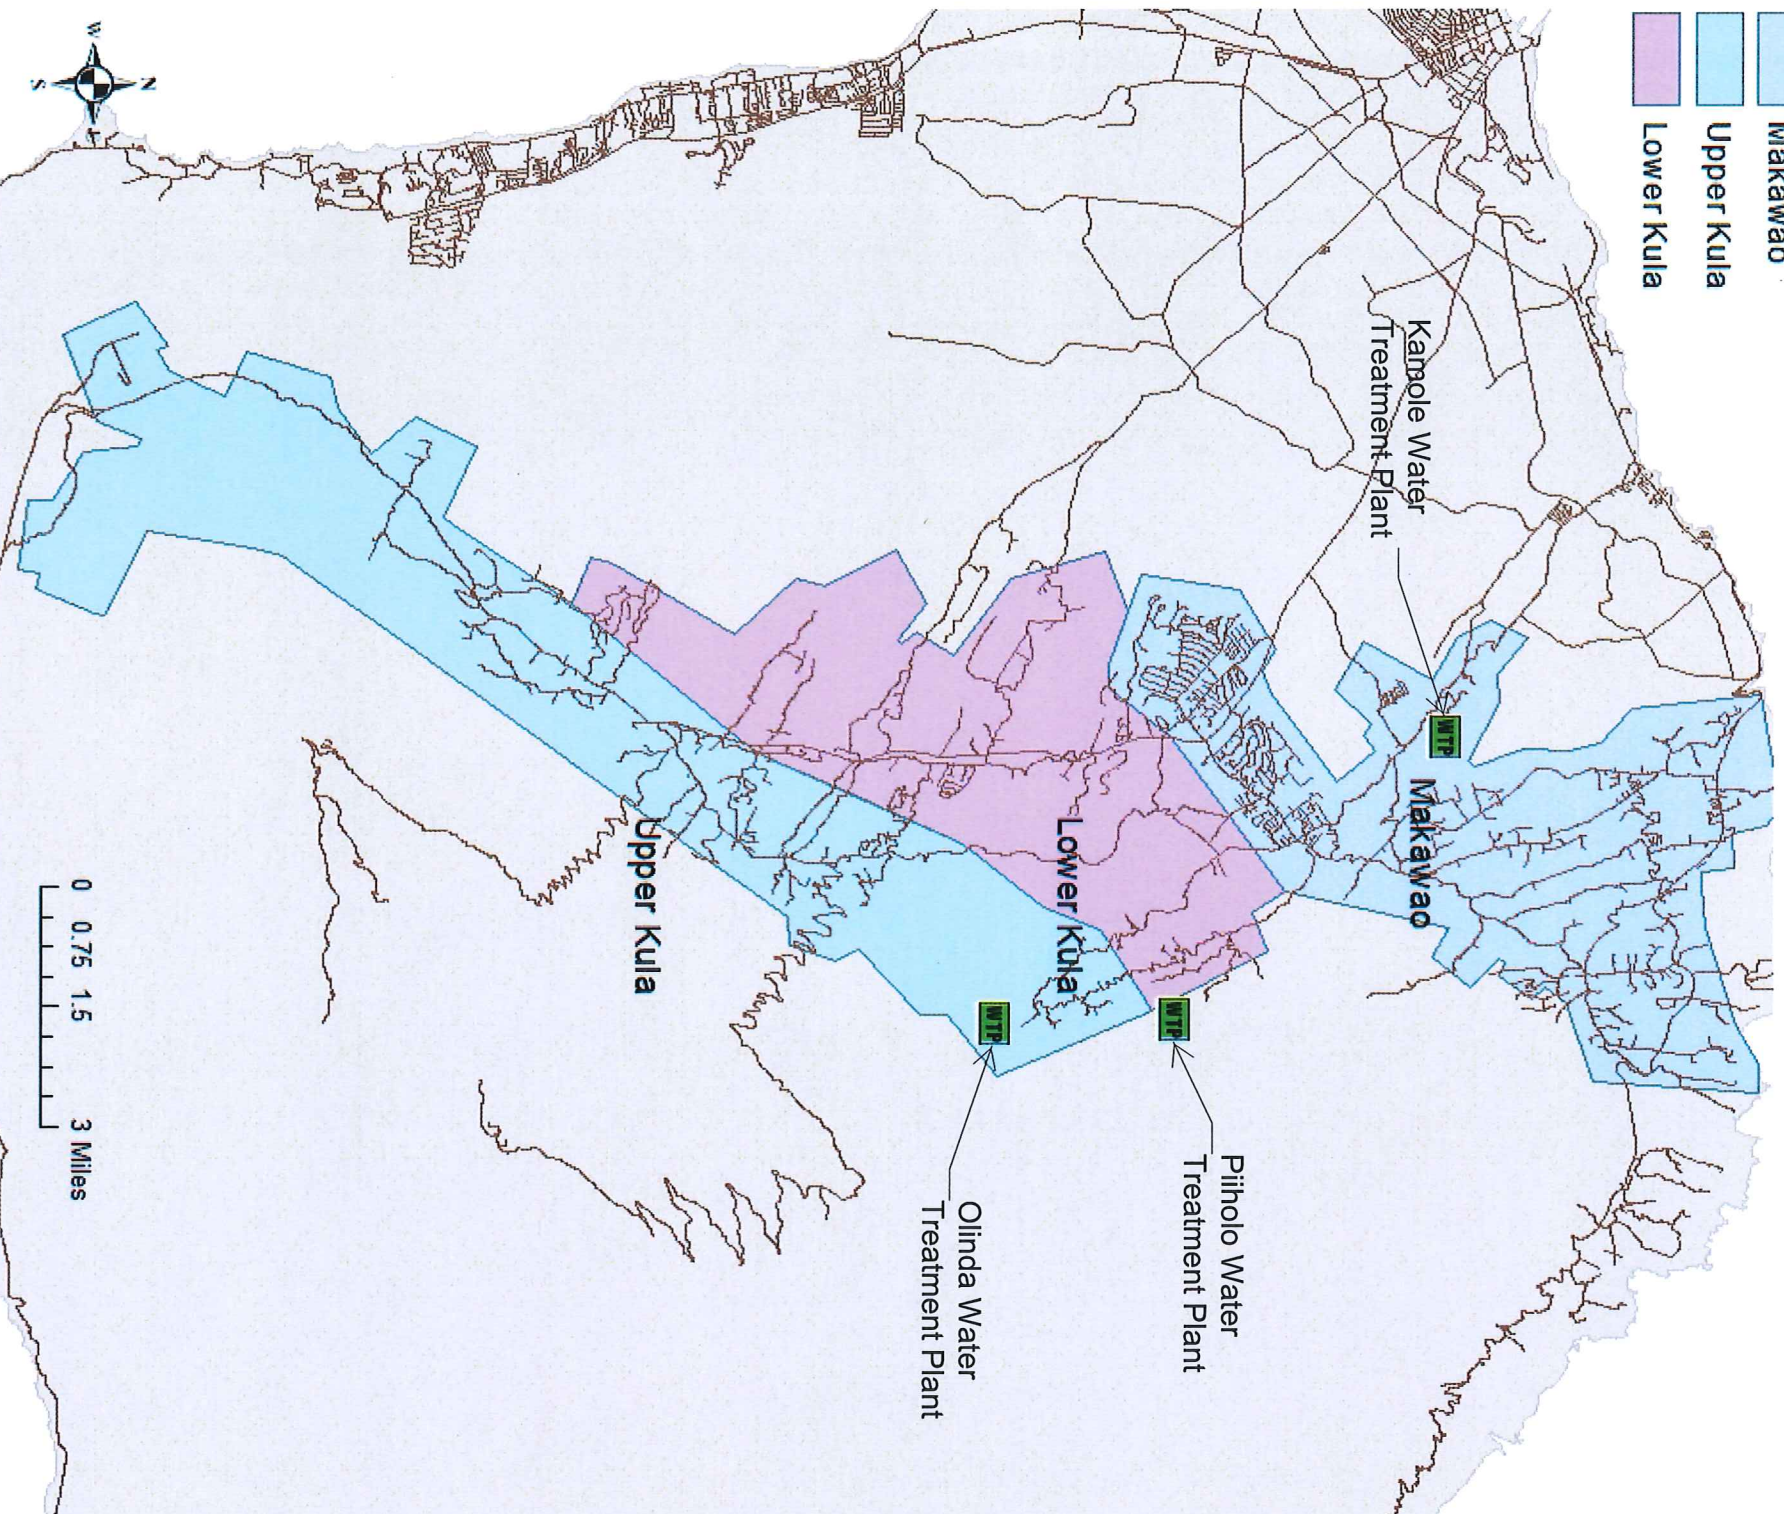 Makawao
Upper Kula
Lower Kula
Kamole Water
Treatment Plant
WTP
Makawao
Piiholo Water
Treatment Plant
WTP
Lower Kula
Olinda Water
Treatment Plant
WTP
Upper Kula
N
W
S
0 0.75 1.5 3 Miles